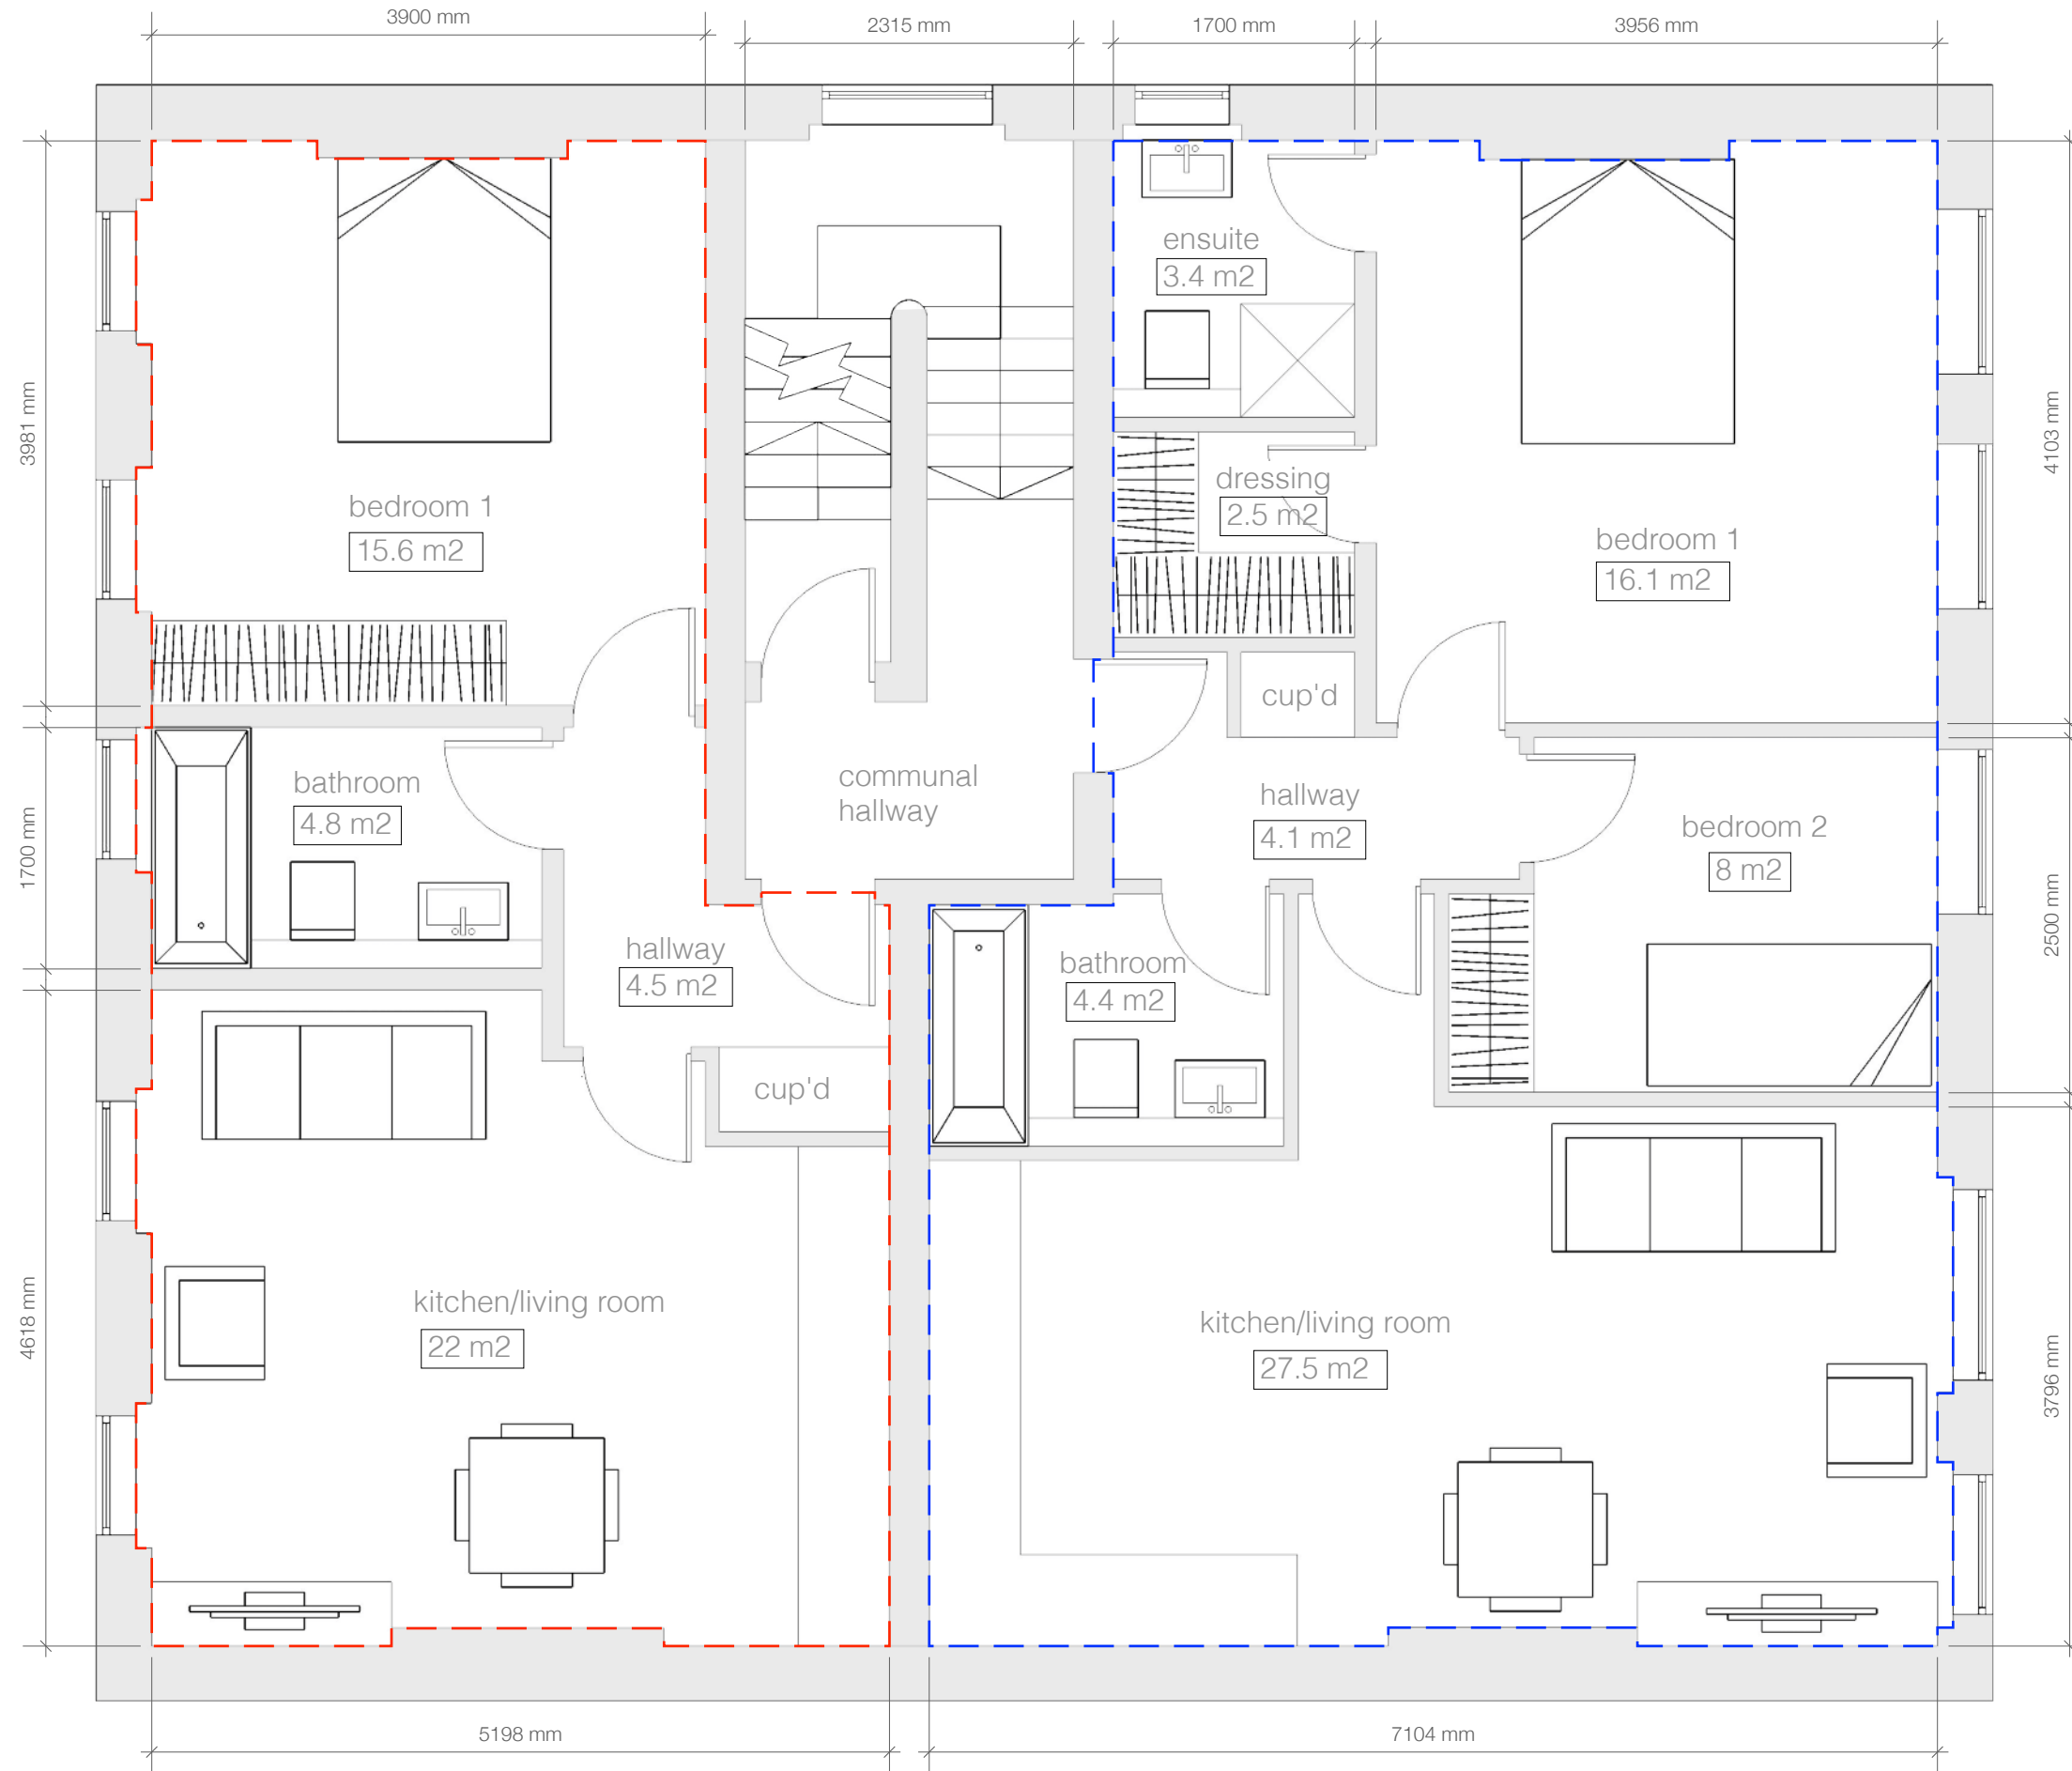 3900 mm
2315 mm
1700 mm
3956 mm
3981 mm
1700 mm
4618 mm
4103 mm
2500 mm
3796 mm
bedroom 1
15.6 m2
bathroom
4.8 m2
hallway
4.5 m2
cup'd
kitchen/living room
22 m2
communal
hallway
ensuite
3.4 m2
dressing
2.5 m2
bedroom 1
16.1 m2
cup'd
hallway
4.1 m2
bedroom 2
8 m2
bathroom
4.4 m2
kitchen/living room
27.5 m2
5198 mm
7104 mm